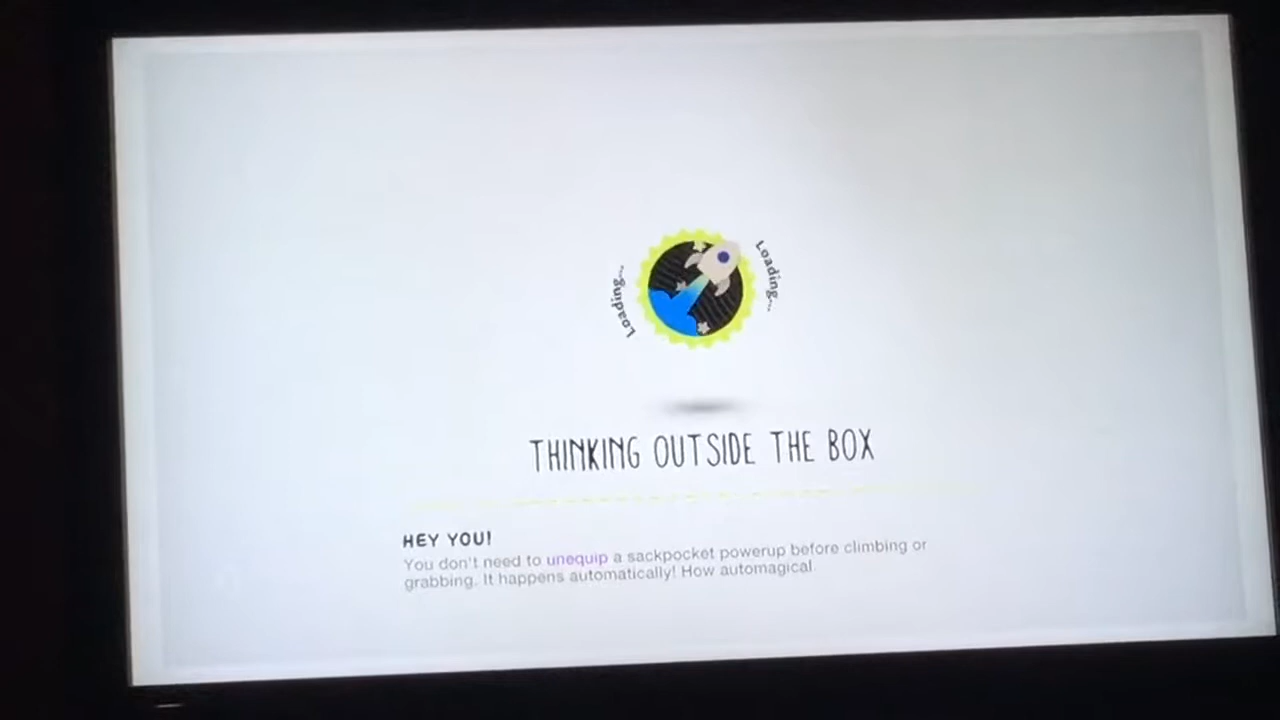 Loading...
Loading...
THINKING OUTSIDE THE BOX
HEY YOU!
You don't need to unequip a sackpocket powerup before climbing or
grabbing. It happens automatically! How automagical